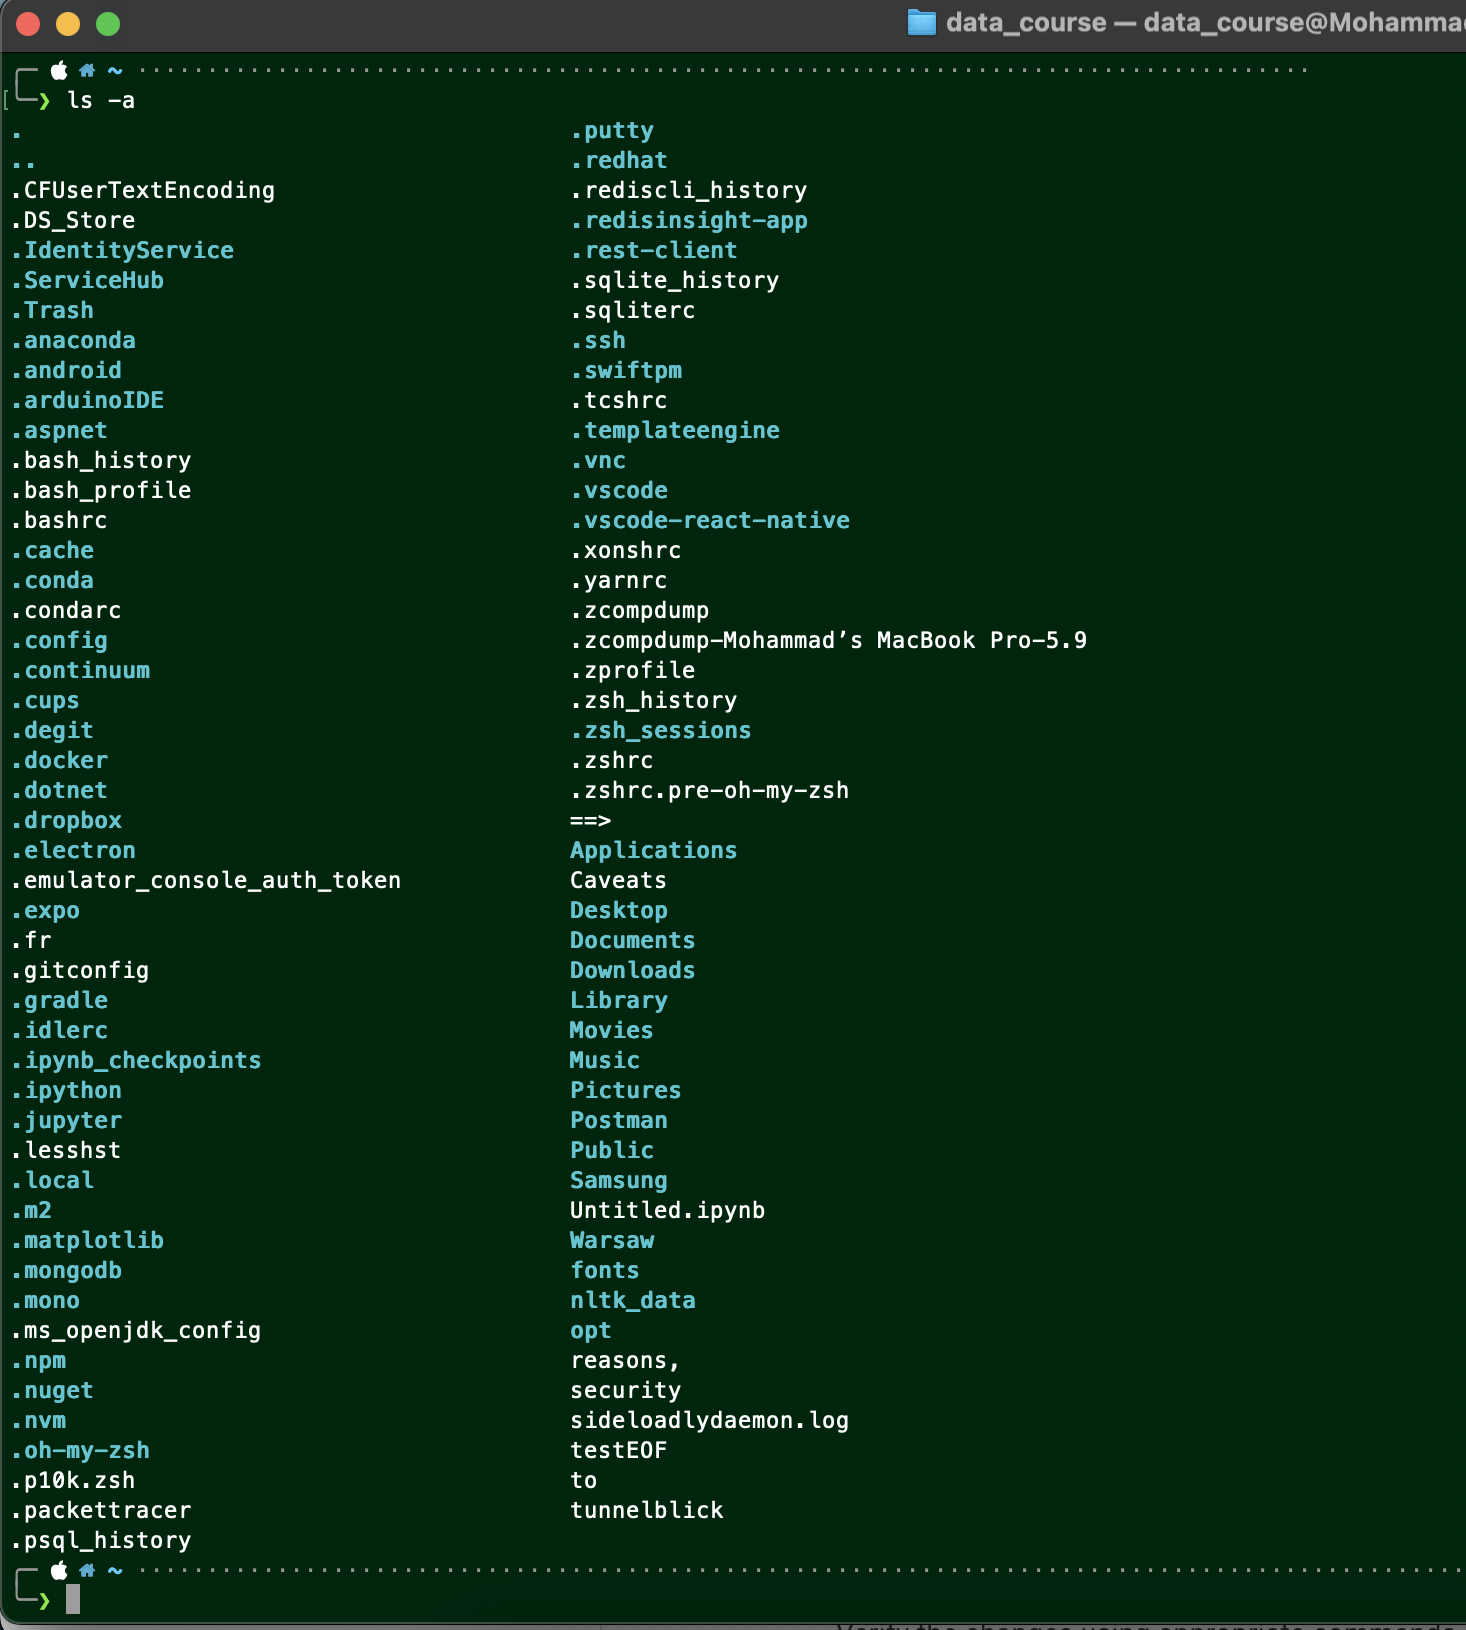 data_course — data_course@Mohammad
~
ls -a
.
..
.CFUserTextEncoding
.DS_Store
.IdentityService
.ServiceHub
.Trash
.anaconda
.android
.arduinoIDE
.aspnet
.bash_history
.bash_profile
.bashrc
.cache
.conda
.condarc
.config
.continuum
.cups
.degit
.docker
.dotnet
.dropbox
.electron
.emulator_console_auth_token
.expo
.fr
.gitconfig
.gradle
.idlerc
.ipynb_checkpoints
.ipython
.jupyter
.lesshst
.local
.m2
.matplotlib
.mongodb
.mono
.ms_openjdk_config
.npm
.nuget
.nvm
.oh-my-zsh
.p10k.zsh
.packettracer
.psql_history
.putty
.redhat
.rediscli_history
.redisinsight-app
.rest-client
.sqlite_history
.sqliterc
.ssh
.swiftpm
.tcshrc
.templateengine
.vnc
.vscode
.vscode-react-native
.xonshrc
.yarnrc
.zcompdump
.zcompdump-Mohammad’s MacBook Pro-5.9
.zprofile
.zsh_history
.zsh_sessions
.zshrc
.zshrc.pre-oh-my-zsh
==>
Applications
Caveats
Desktop
Documents
Downloads
Library
Movies
Music
Pictures
Postman
Public
Samsung
Untitled.ipynb
Warsaw
fonts
nltk_data
opt
reasons,
security
sideloadlydaemon.log
testEOF
to
tunnelblick
~